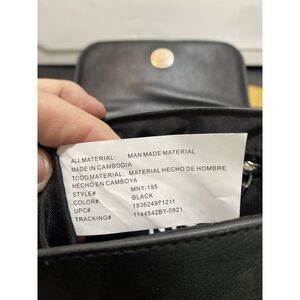 ALL MATERIAL: MAN MADE MATERIAL
MADE IN CAMBODIA
TODO MATERIAL: MATERIAL HECHO DE HOMBRE
HECHO EN CAMBOYA
STYLE# MNY-195
COLOR# BLACK
UPC# 193624971211
TRACKING# 1144542BY-0921